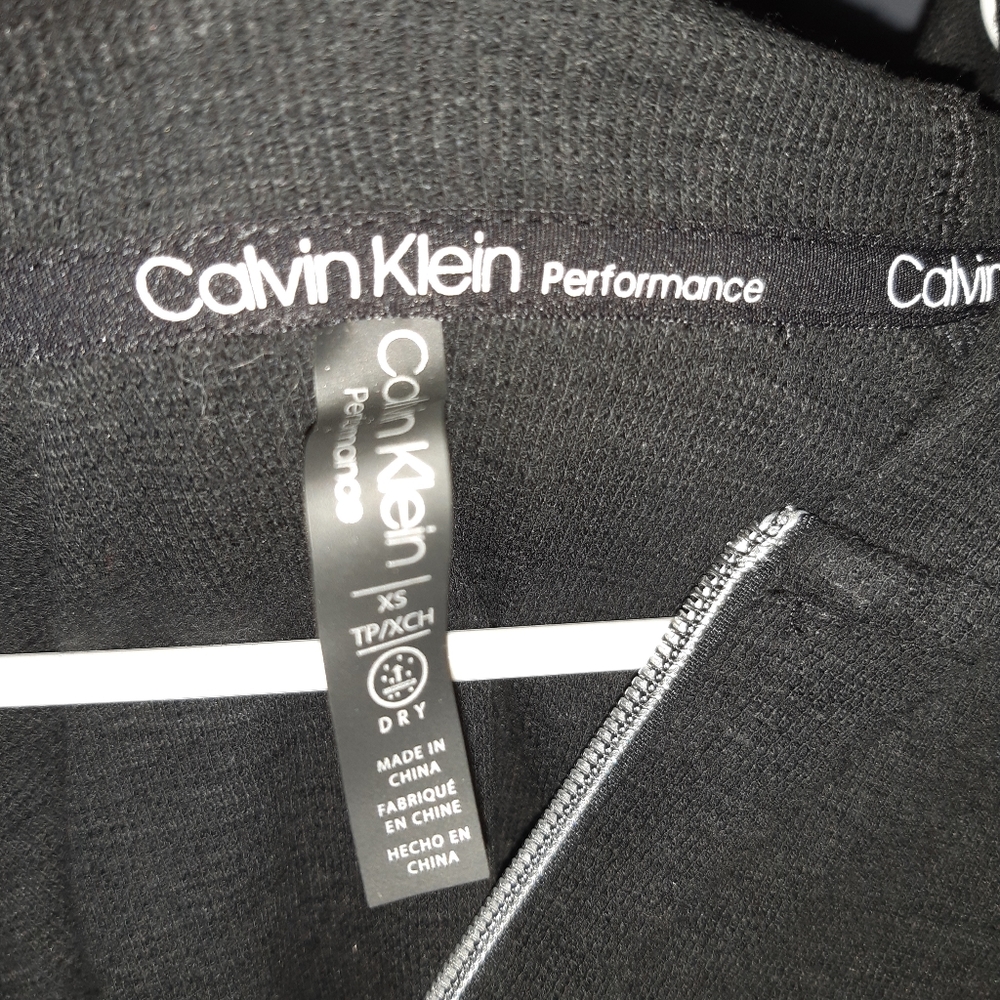 Calvin Klein Performance
Calvin
Calvin Klein
Performance
XS
TP/XCH
DRY
MADE IN
CHINA
FABRIQUÉ
EN CHINE
HECHO EN
CHINA